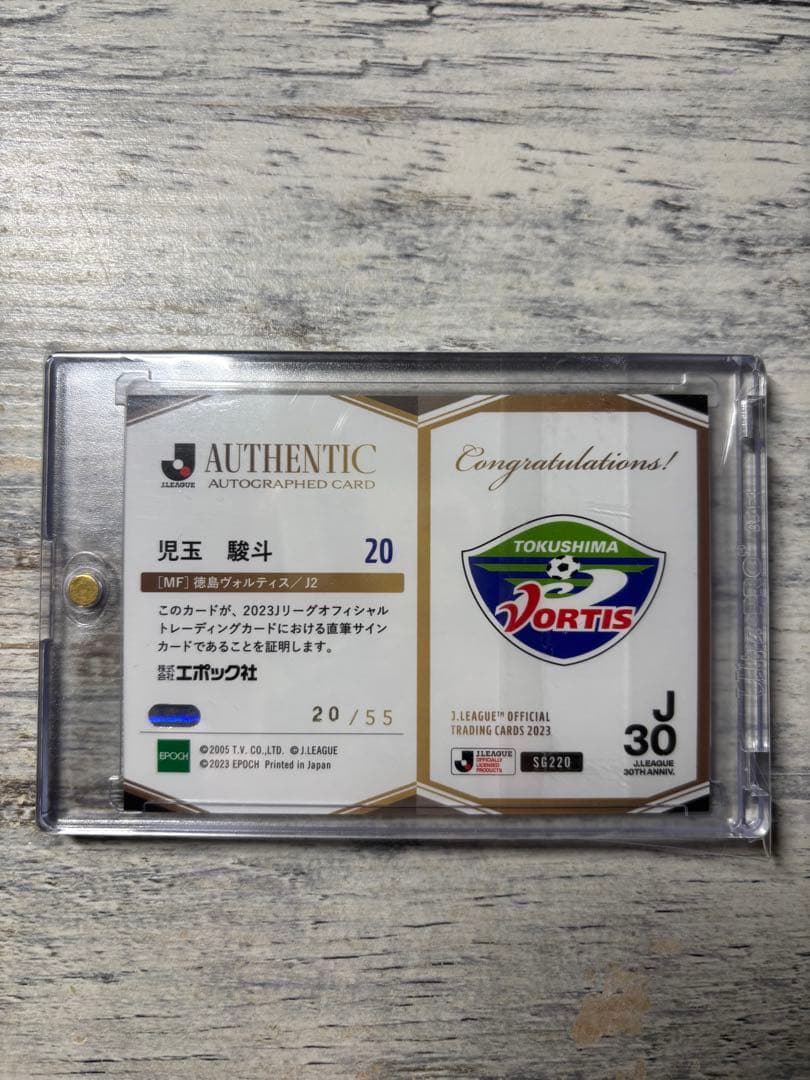 J.LEAGUE
AUTHENTIC
AUTOGRAPHED CARD
児玉 駿斗 20
[MF] 徳島ヴォルティス/J2
このカードが、2023Jリーグオフィシャル
トレーディングカードにおける直筆サイン
カードであることを証明します。
株式会社エポック社
20/55
EPOCH
©2005 T.V. CO.,LTD. ©J.LEAGUE
©2023 EPOCH Printed in Japan
Congratulations!
TOKUSHIMA
VORTIS
J.LEAGUE™ OFFICIAL
TRADING CARDS 2023
J.LEAGUE
OFFICIALLY
LICENSED
PRODUCTS
SG220
J
30
J.LEAGUE
30TH ANNIV.